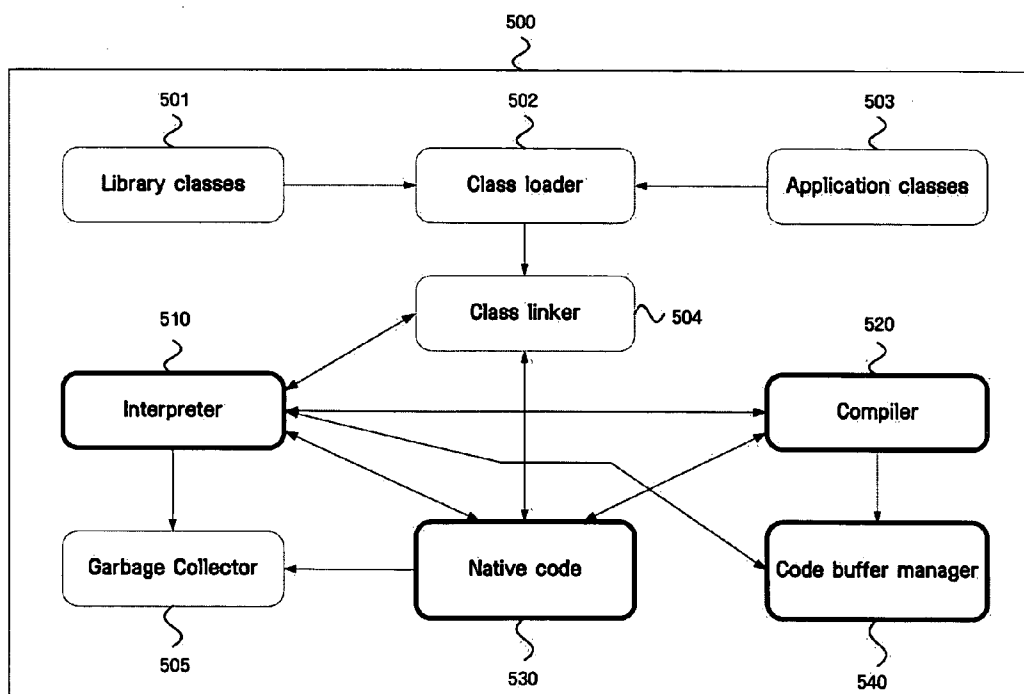 500
501
502
503
Library classes
Class loader
Application classes
Class linker
504
510
520
Interpreter
Compiler
Garbage Collector
Native code
Code buffer manager
505
530
540